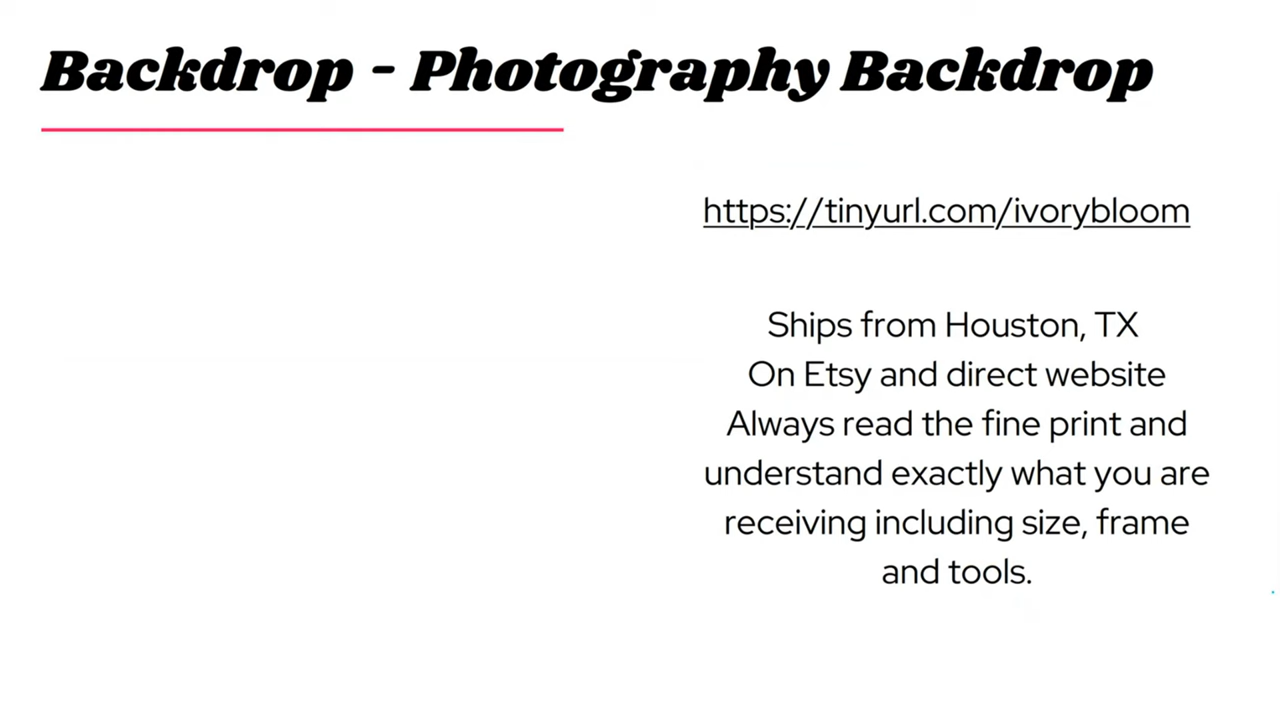 Backdrop - Photography Backdrop
https://tinyurl.com/ivorybloom
Ships from Houston, TX
On Etsy and direct website
Always read the fine print and
understand exactly what you are
receiving including size, frame
and tools.